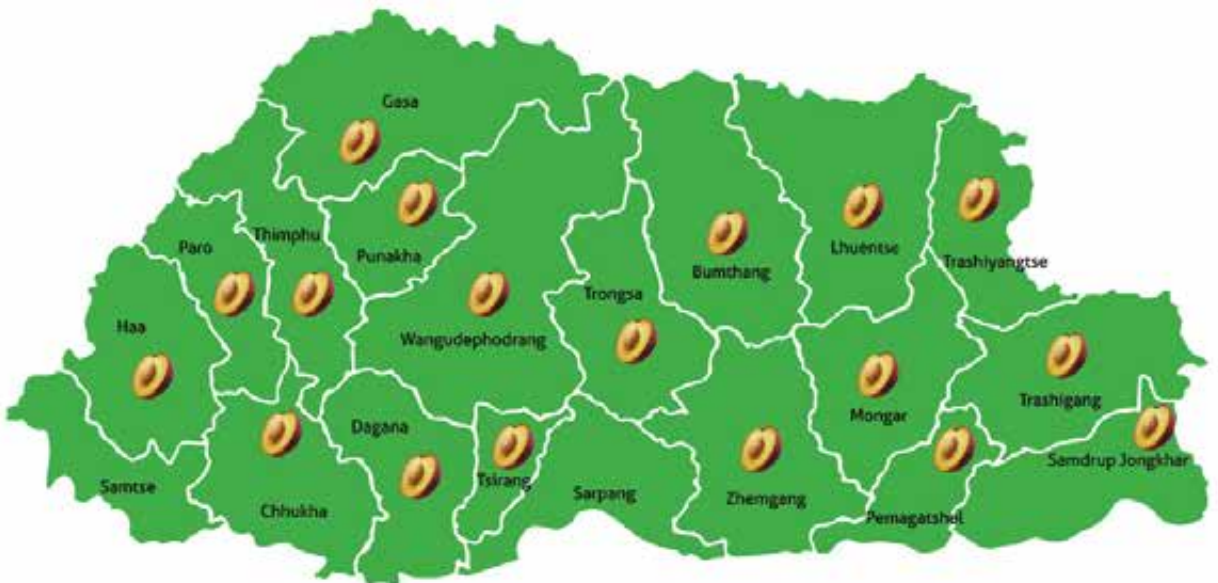 Gasa
Thimphu
Paro
Punakha
Lhuentse
Trashiyangtse
Bumthang
Trongsa
Haa
Wangudephodrang
Trashigang
Mongar
Dagana
Samdrup Jongkhar
Tsirang
Samtse
Sarpang
Zhemgang
Chhukha
Pemagatshel